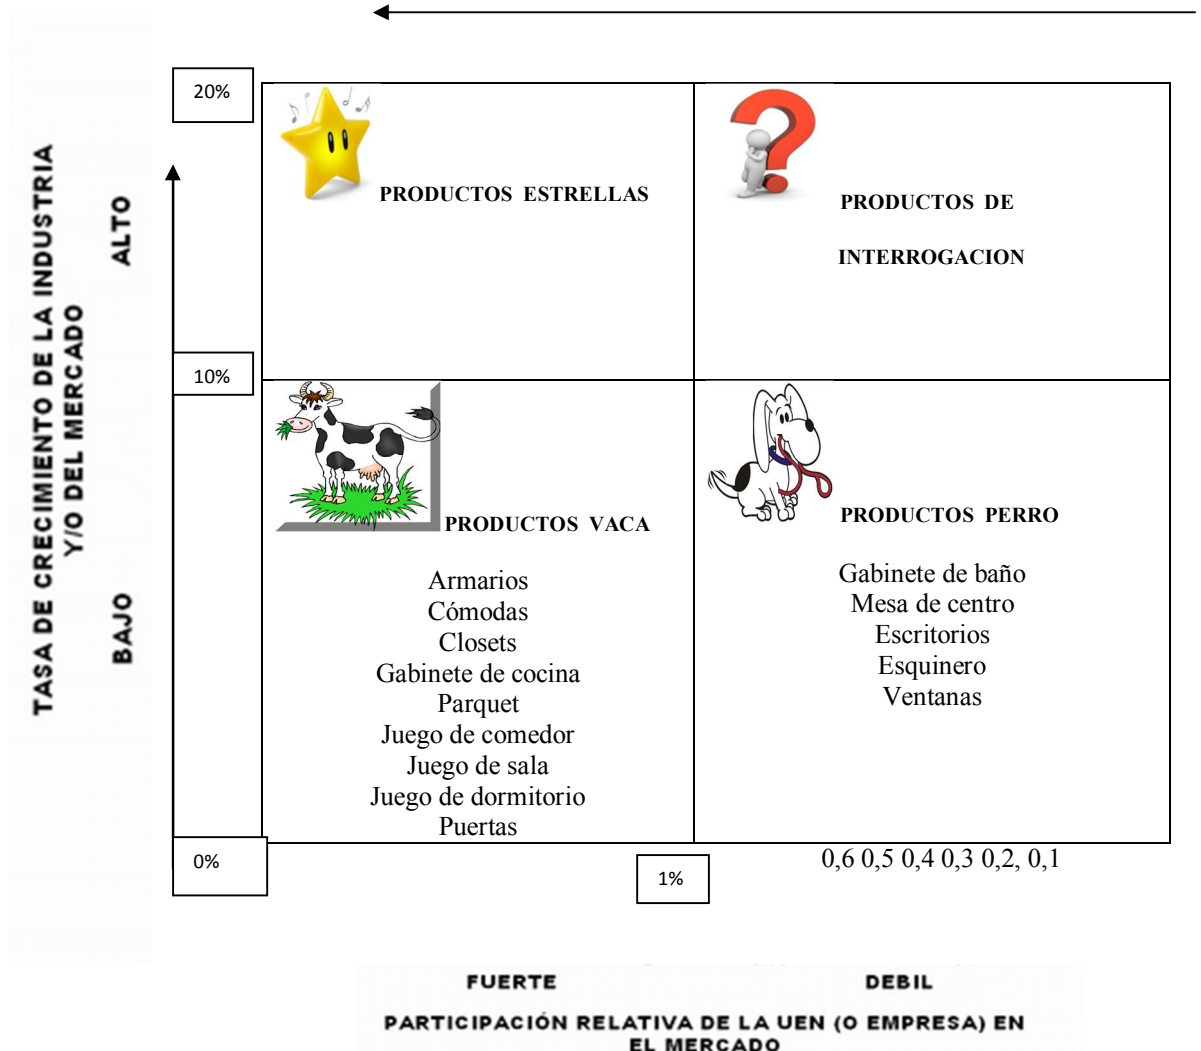 TASA DE CRECIMIENTO DE LA INDUSTRIA
Y/O DEL MERCADO
ALTO
BAJO
20%
PRODUCTOS ESTRELLAS
PRODUCTOS DE
INTERROGACION
10%
PRODUCTOS VACA
Armarios
Cómodas
Closets
Gabinete de cocina
Parquet
Juego de comedor
Juego de sala
Juego de dormitorio
Puertas
PRODUCTOS PERRO
Gabinete de baño
Mesa de centro
Escritorios
Esquinero
Ventanas
0%
1%
0,6 0,5 0,4 0,3 0,2, 0,1
FUERTE
DEBIL
PARTICIPACIÓN RELATIVA DE LA UEN (O EMPRESA) EN
EL MERCADO